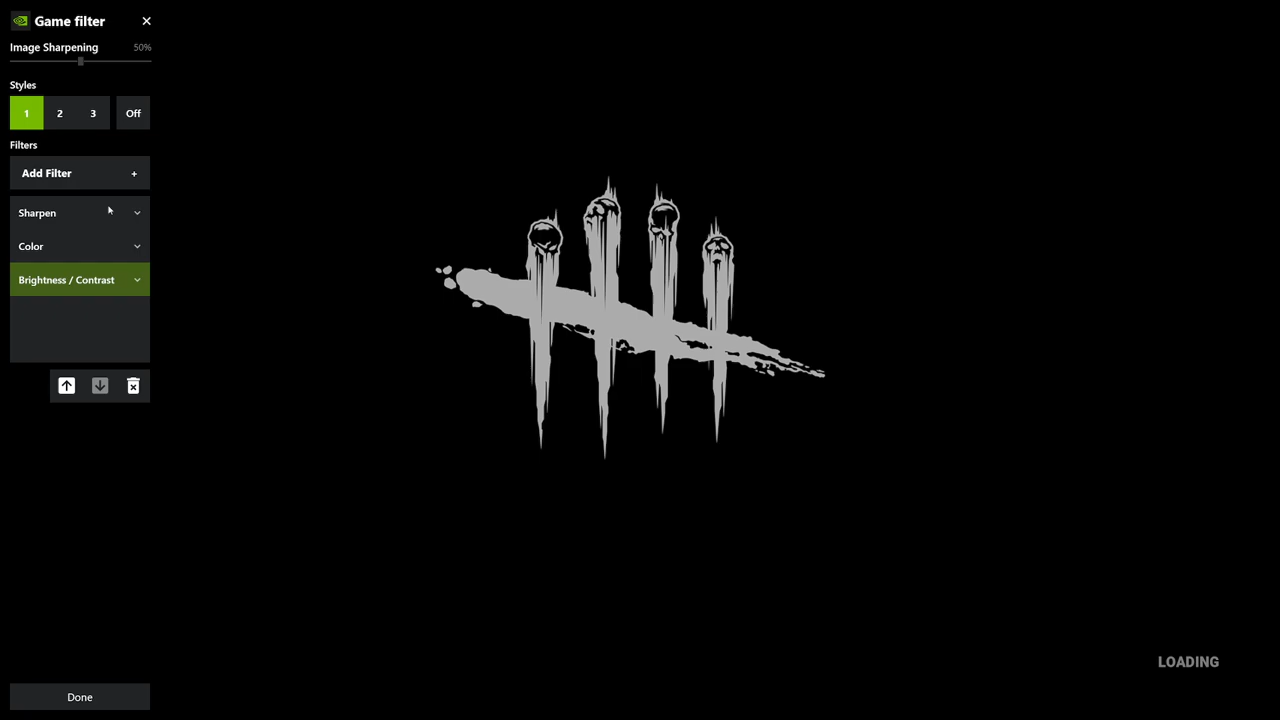 Game filter
Image Sharpening 50%
Styles
1 2 3 Off
Filters
Add Filter +
Sharpen
Color
Brightness / Contrast
Done
LOADING